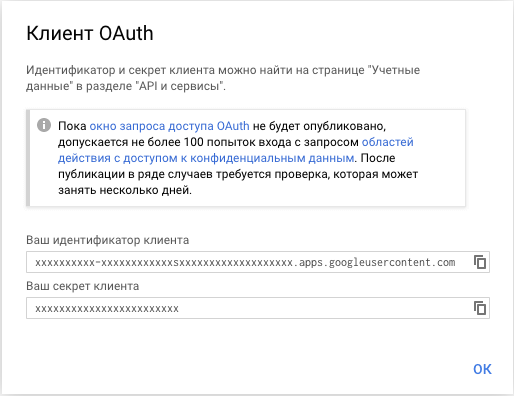 Клиент OAuth
Идентификатор и секрет клиента можно найти на странице "Учетные
данные" в разделе "API и сервисы".
Пока окно запроса доступа OAuth не будет опубликовано,
допускается не более 100 попыток входа с запросом областей
действия с доступом к конфиденциальным данным. После
публикации в ряде случаев требуется проверка, которая может
занять несколько дней.
Ваш идентификатор клиента
xxxxxxxxxx-xxxxxxxxxxxxsxxxxxxxxxxxxxxxxxxx.apps.googleusercontent.com
Ваш секрет клиента
xxxxxxxxxxxxxxxxxxxxxxxx
ОК